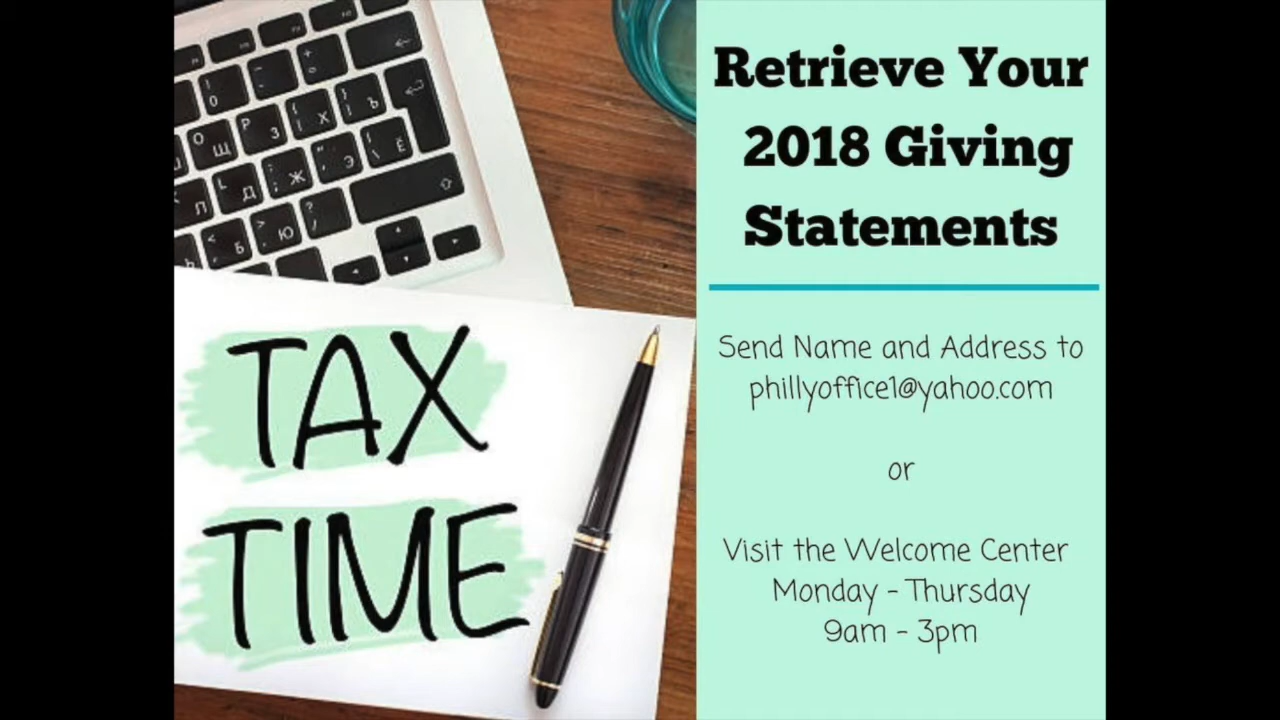 TAX
TIME
Retrieve Your
2018 Giving
Statements
Send Name and Address to
phillyoffice1@yahoo.com
or
Visit the Welcome Center
Monday - Thursday
9am - 3pm
0
-
+
О
Щ
Р
З
Х
Ъ
Л
Д
Ж
Э
Ё
Б
Ю
?
/